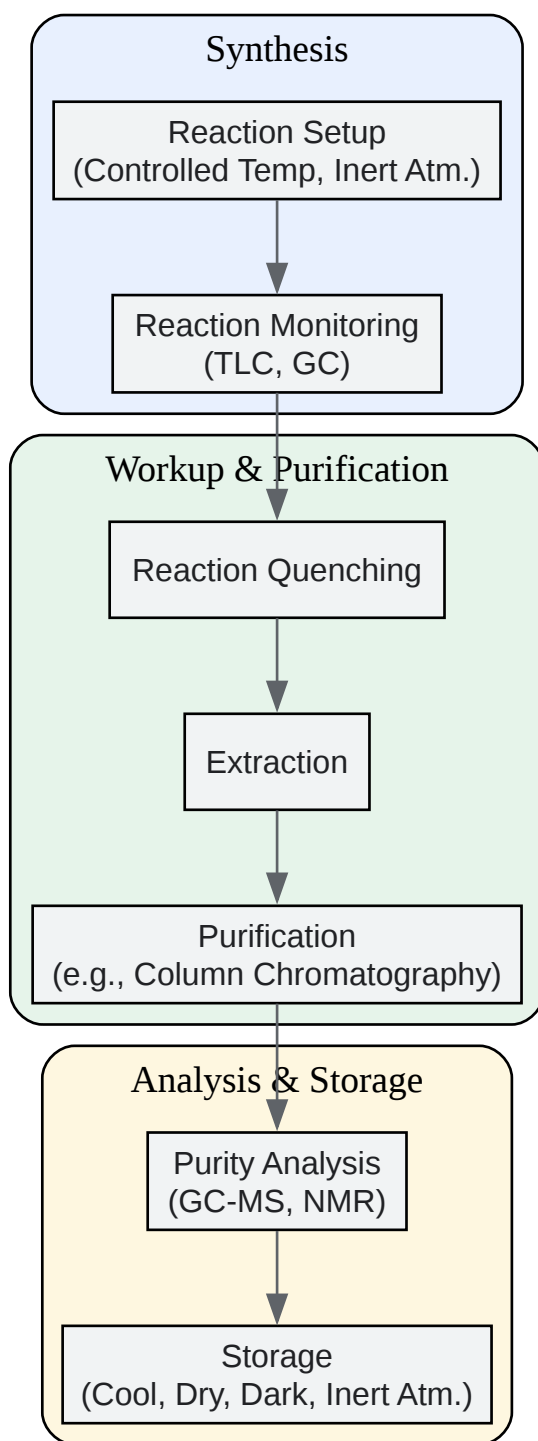 Synthesis
Reaction Setup
(Controlled Temp, Inert Atm.)
Reaction Monitoring
(TLC, GC)
Workup & Purification
Reaction Quenching
Extraction
Purification
(e.g., Column Chromatography)
Analysis & Storage
Purity Analysis
(GC-MS, NMR)
Storage
(Cool, Dry, Dark, Inert Atm.)